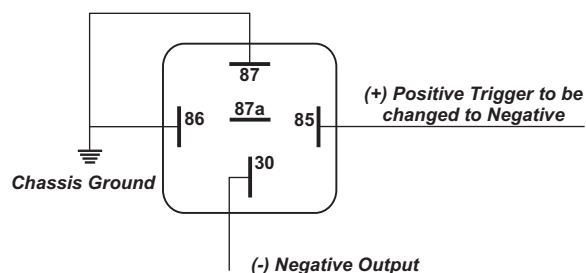 87
(+) Positive Trigger to be
changed to Negative
87a
86
85
30
Chassis Ground
(-) Negative Output